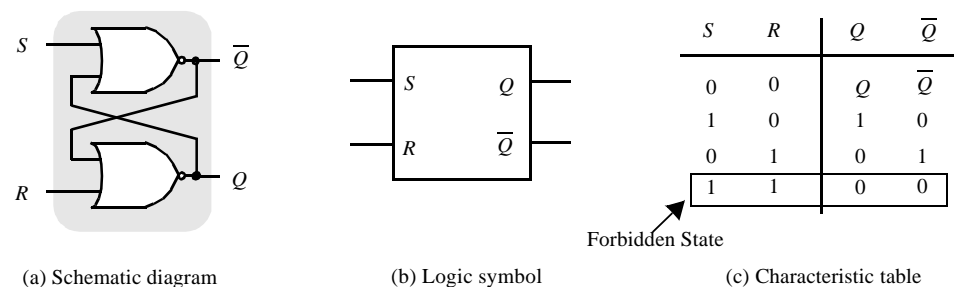 S
Q̅
R
Q
S Q
R Q̅
S R Q Q̅
0 0 Q Q̅
1 0 1 0
0 1 0 1
1 1 0 0
Forbidden State
(a) Schematic diagram
(b) Logic symbol
(c) Characteristic table